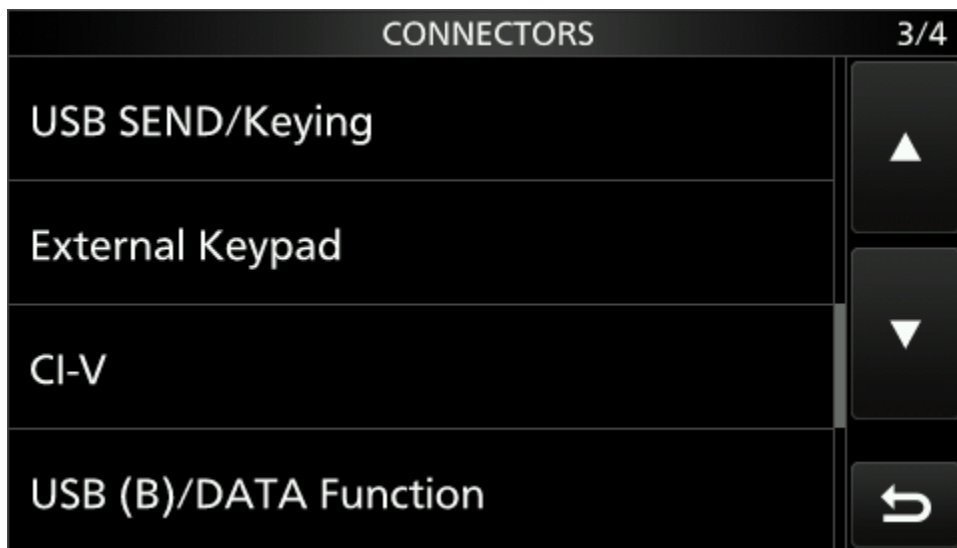 CONNECTORS 3/4
USB SEND/Keying
External Keypad
CI-V
USB (B)/DATA Function